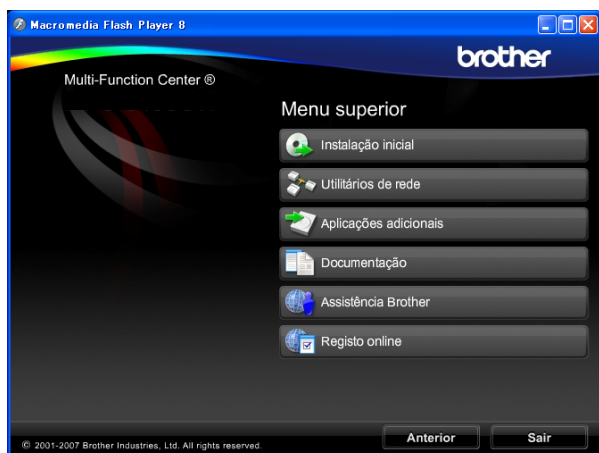 Macromedia Flash Player 8
brother
Multi-Function Center ®
Menu superior
Instalação inicial
Utilitários de rede
Aplicações adicionais
Documentação
Assistência Brother
Registo online
Anterior
Sair
© 2001-2007 Brother Industries, Ltd. All rights reserved.